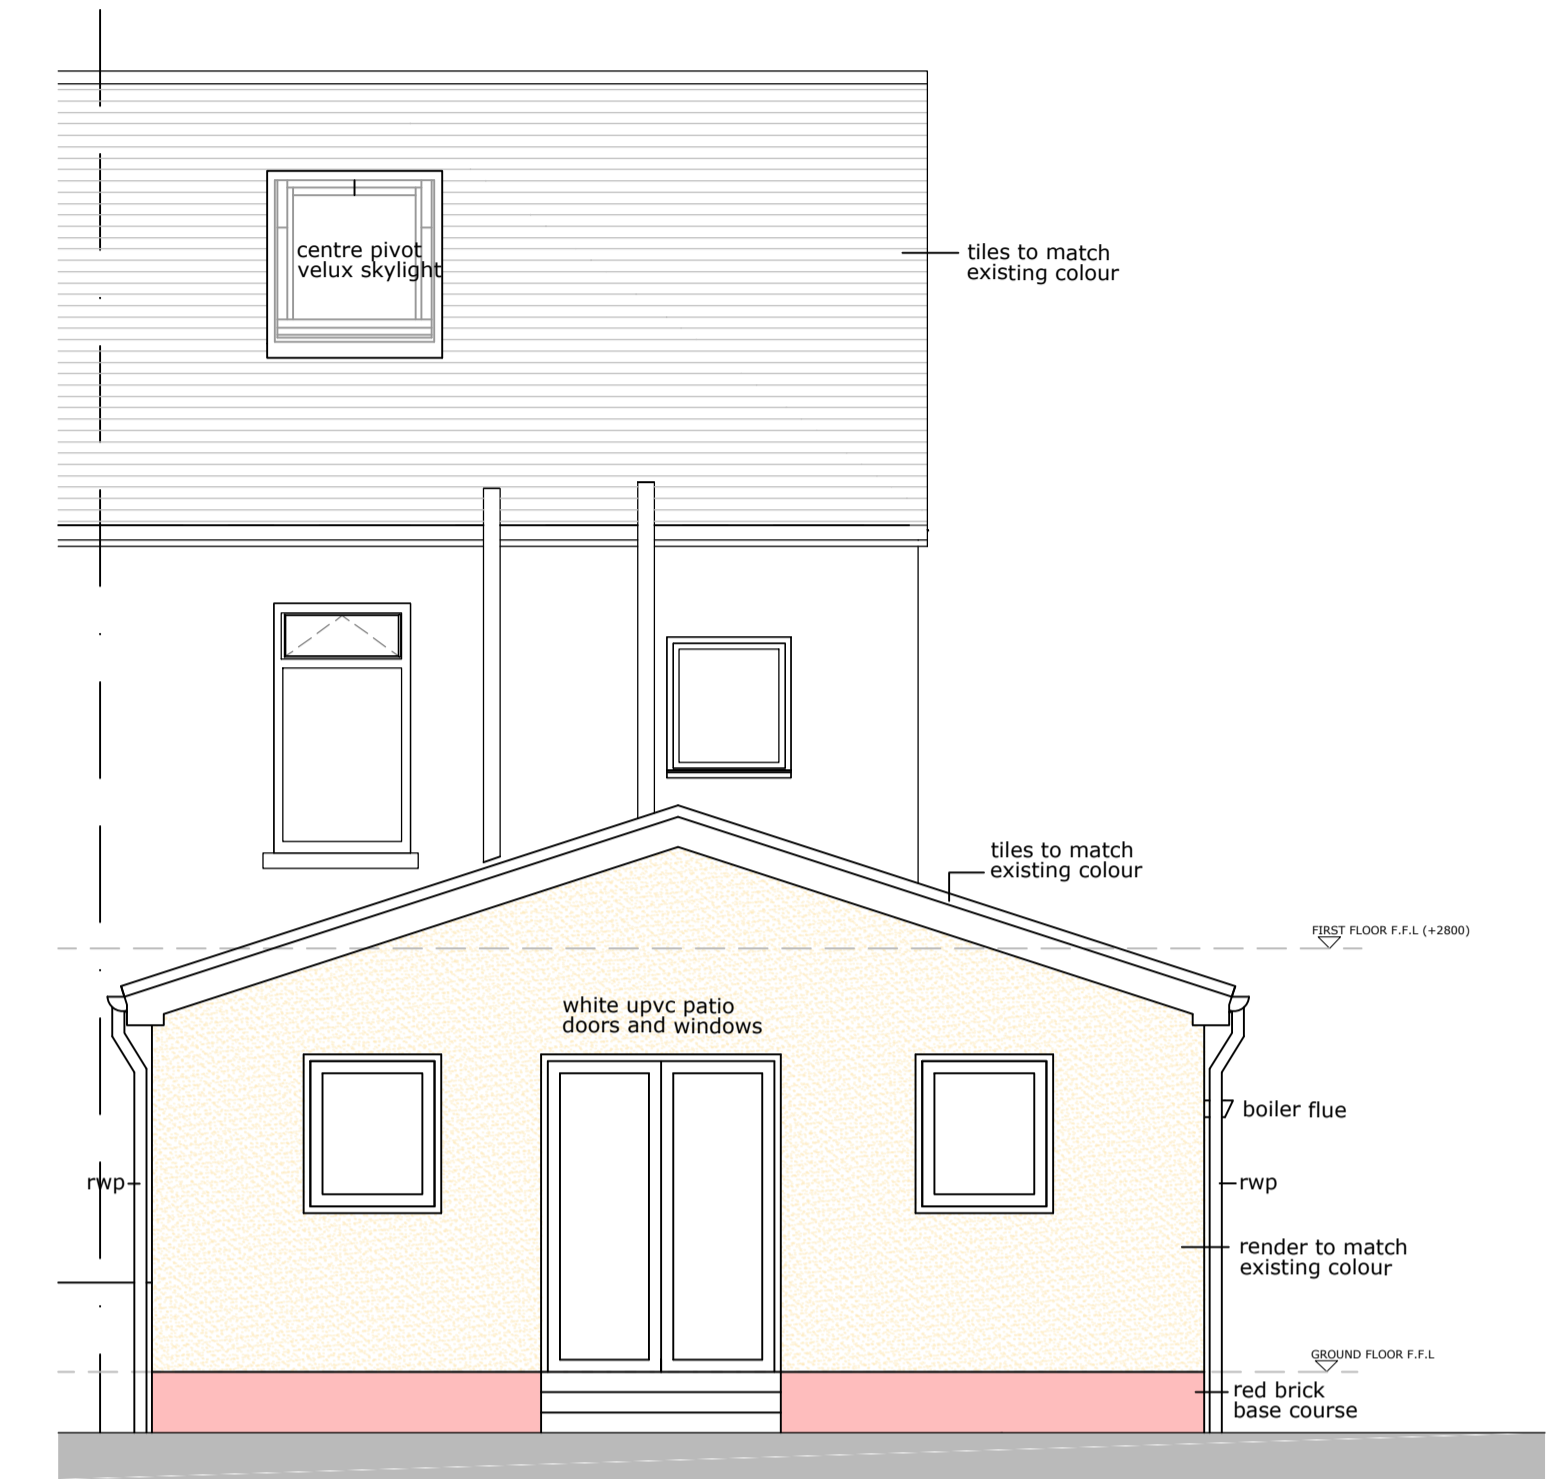 centre pivot
velux skylight
tiles to match
existing colour
tiles to match
existing colour
FIRST FLOOR F.F.L (+2800)
white upvc patio
doors and windows
boiler flue
rwp
rwp
render to match
existing colour
GROUND FLOOR F.F.L
red brick
base course